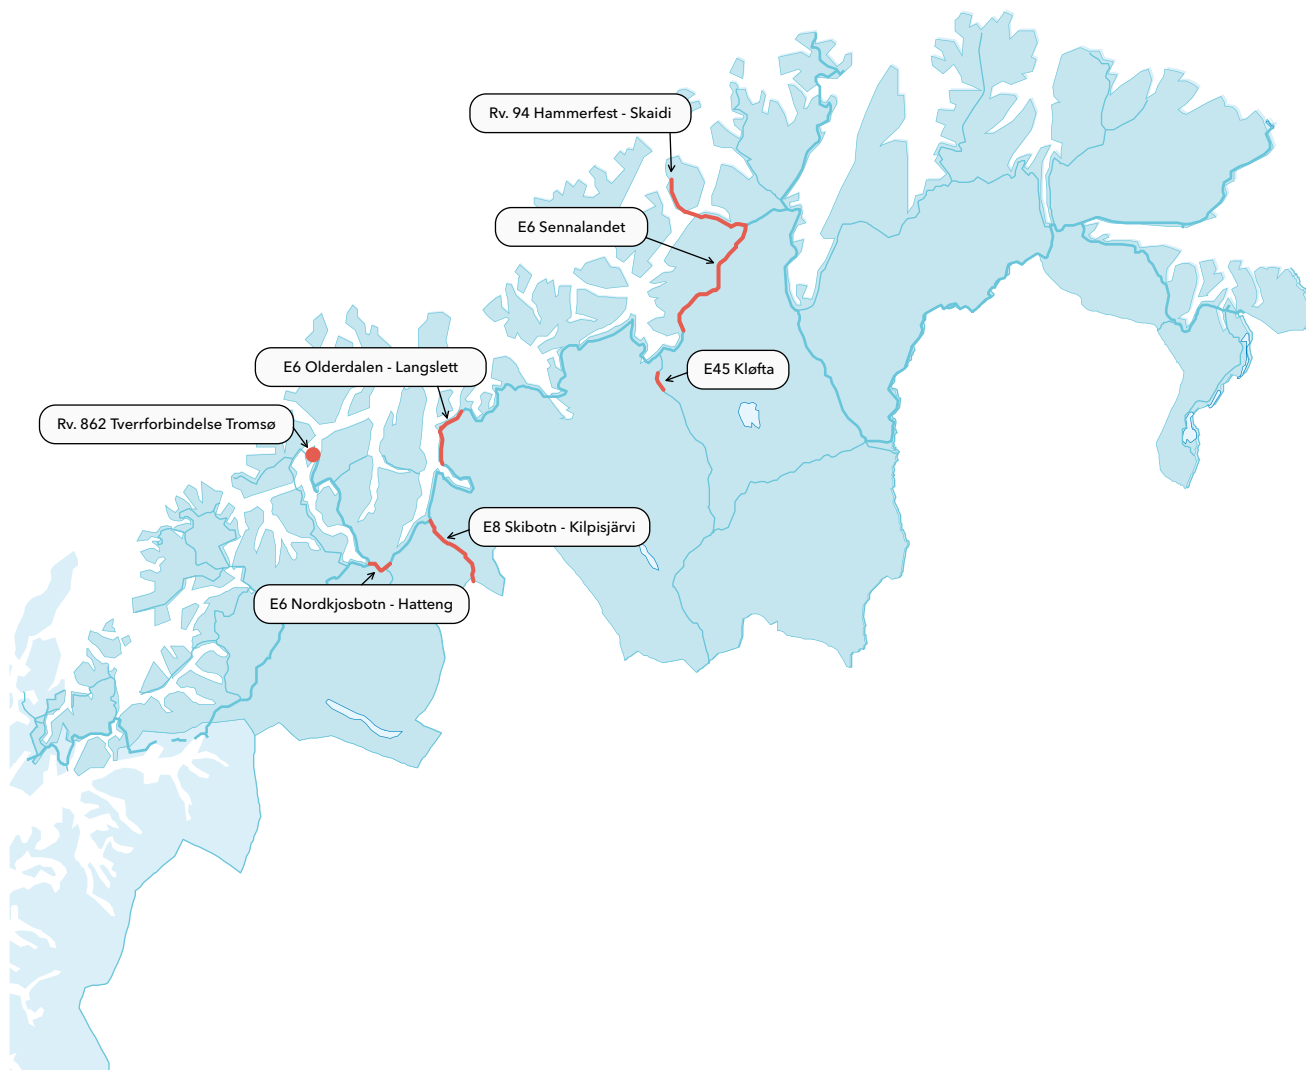 Rv. 94 Hammerfest - Skaidi
E6 Sennalandet
E6 Olderdalen - Langslett
E45 Kløfta
Rv. 862 Tverrforbindelse Tromsø
E8 Skibotn - Kilpisjärvi
E6 Nordkjosbotn - Hatteng